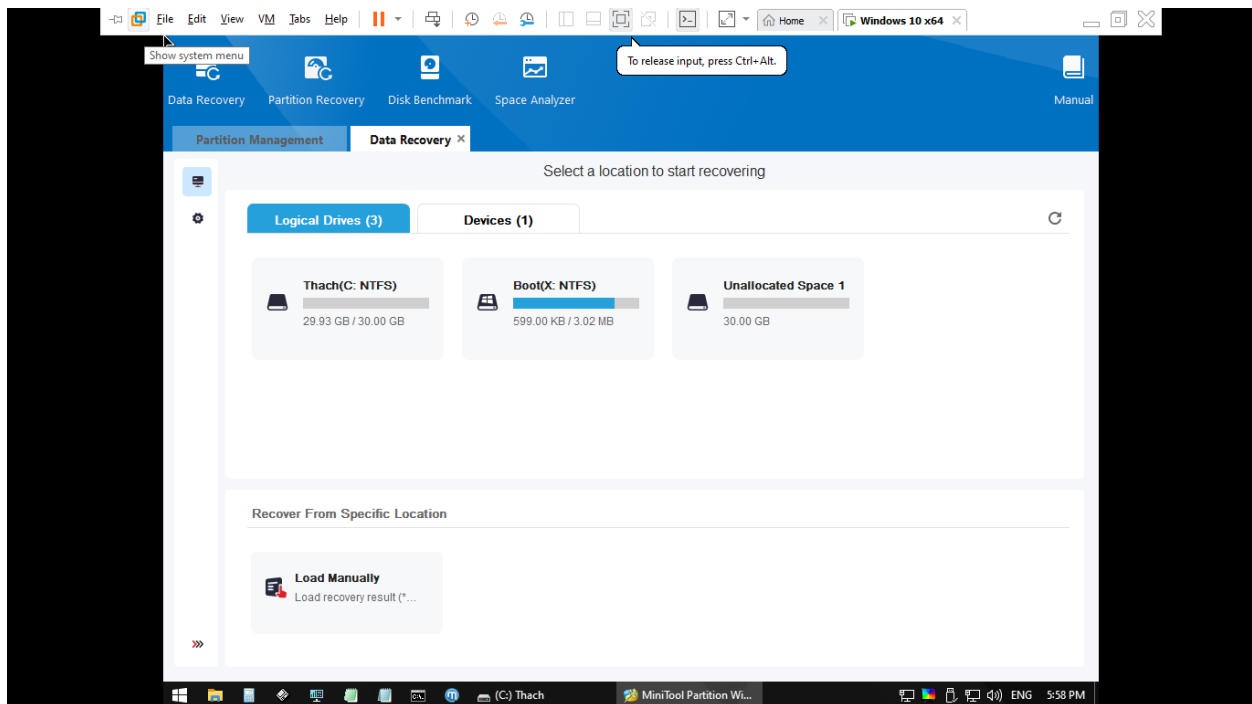 File Edit View VM Tabs Help
Home
Windows 10 x64
Show system menu
To release input, press Ctrl+Alt.
Data Recovery
Partition Recovery
Disk Benchmark
Space Analyzer
Manual
Partition Management
Data Recovery
Select a location to start recovering
Logical Drives (3)
Devices (1)
Thach(C: NTFS)
29.93 GB / 30.00 GB
Boot(X: NTFS)
599.00 KB / 3.02 MB
Unallocated Space 1
30.00 GB
Recover From Specific Location
Load Manually
Load recovery result (*...
(C:) Thach
MiniTool Partition Wi...
ENG
5:58 PM